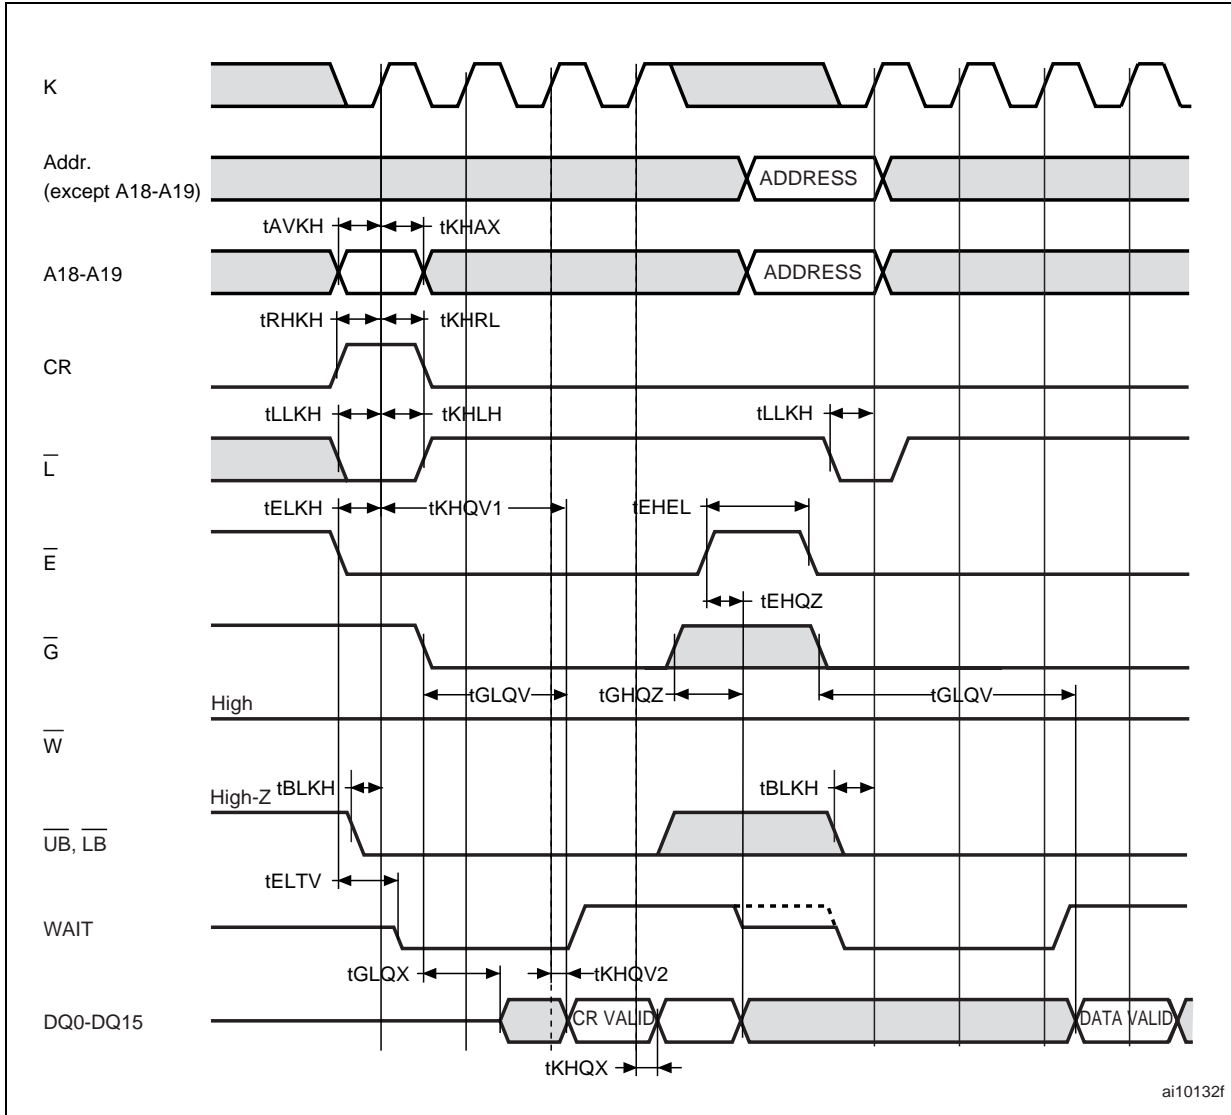 K
Addr.
(except A18-A19)
ADDRESS
tAVKH
tKHAX
A18-A19
ADDRESS
tRHKH
tKHRL
CR
tLLKH
tKHLH
tLLKH
L
tELKH
tKHQV1
tEHEL
E
tEHQZ
G
tGLQV
tGHQZ
tGLQV
High
W
tBLKH
tBLKH
High-Z
UB, LB
tELTV
WAIT
tGLQX
tKHQV2
DQ0-DQ15
CR VALID
DATA VALID
tKHQX
ai10132f